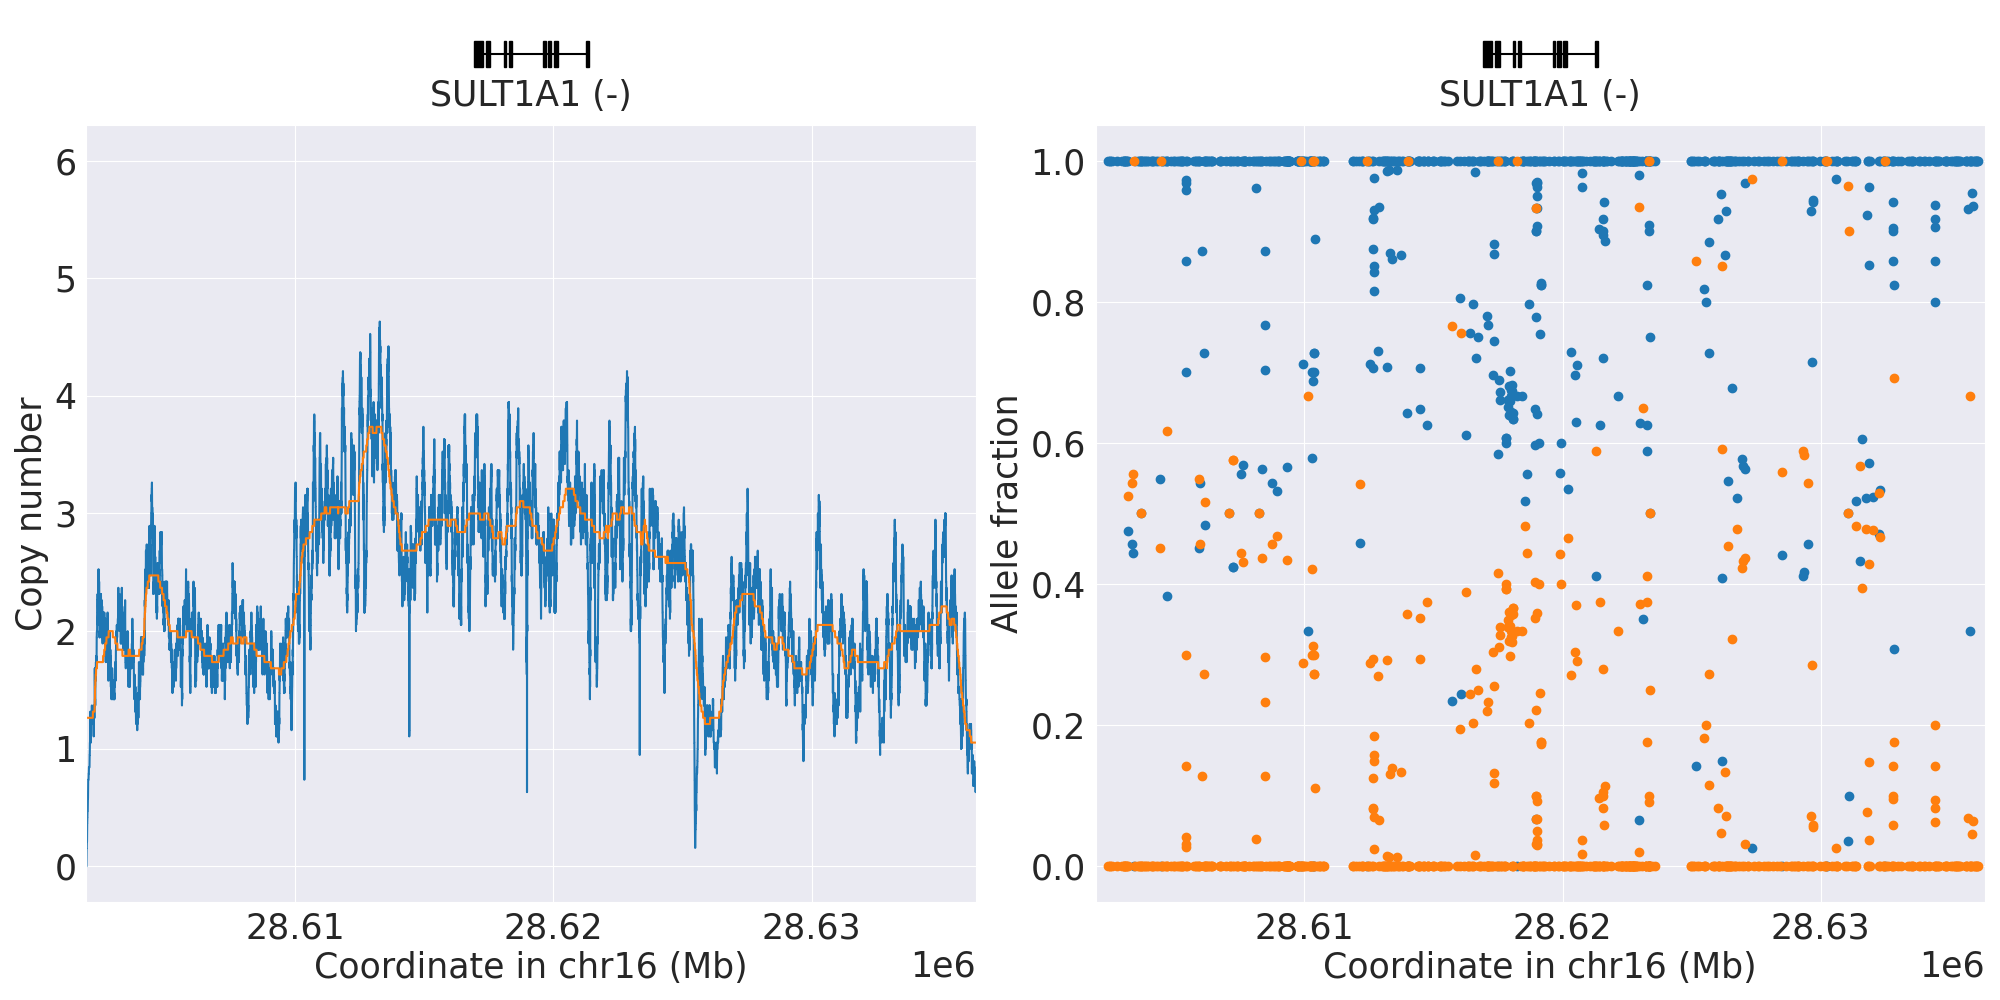 SULT1A1 (-)
6
5
4
3
2
1
0
Copy number
28.61
28.62
28.63
Coordinate in chr16 (Mb)
1e6
SULT1A1 (-)
1.0
0.8
0.6
0.4
0.2
0.0
Allele fraction
28.61
28.62
28.63
Coordinate in chr16 (Mb)
1e6